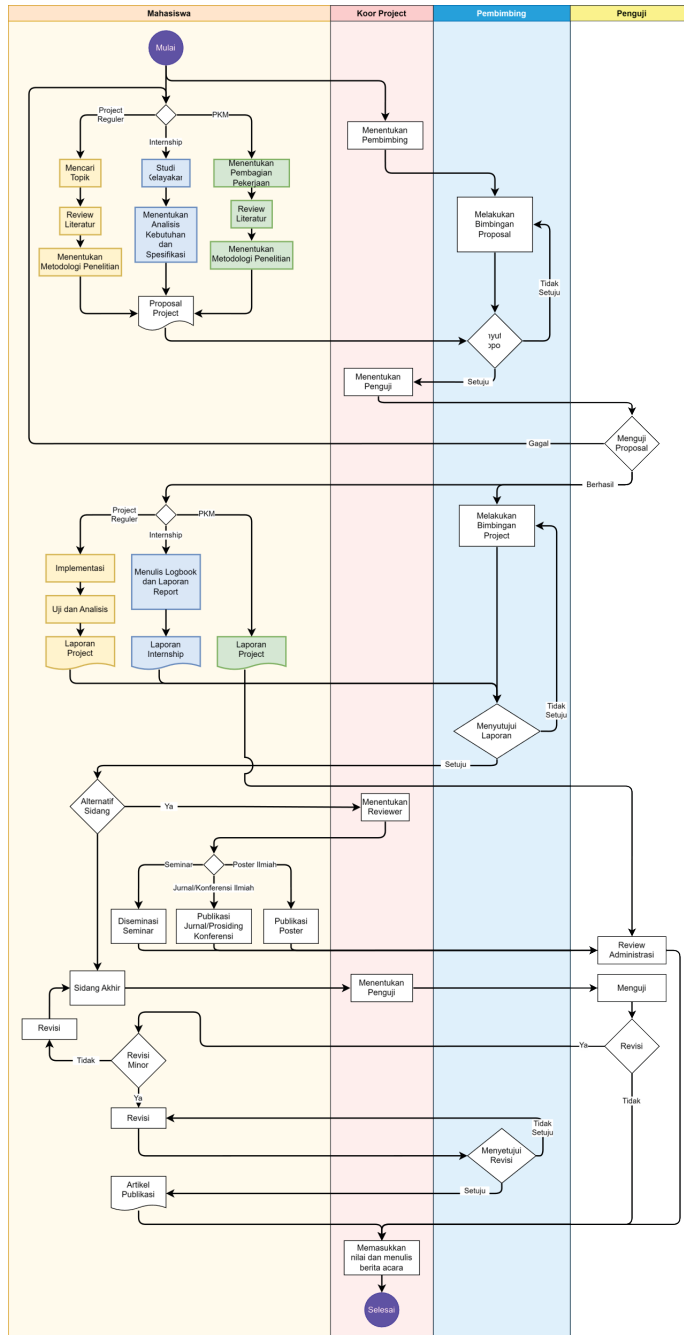 Mahasiswa
Koor Project
Pembimbing
Penguji
Mulai
Project
Reguler
PKM
Internship
Menentukan
Pembimbing
Mencari
Topik
Studi
Menentukan
Pembagian
Pekerjaan
Review
Literatur
Menentukan
Analisis
Kebutuhan
dan
Spesifikasi
Review
Literatur
Melakukan
Bimbingan
Proposal
Menentukan
Metodologi Penelitian
Menentukan
Metodologi Penelitian
Tidak
Setuju
Proposal
Project
Menentukan
Penguji
Setuju
Gagal
Menguji
Proposal
Berhasil
Project
Reguler
PKM
Internship
Melakukan
Bimbingan
Project
Implementasi
Menulis Logbook
dan Laporan
Report
Uji dan Analisis
Laporan
Project
Laporan
Internship
Laporan
Project
Menyutujui
Laporan
Tidak
Setuju
Setuju
Alternatif
Sidang
Ya
Menentukan
Reviewer
Seminar
Poster Ilmiah
Jurnal/Konferensi Ilmiah
Diseminasi
Seminar
Publikasi
Jurnal/Prosiding
Konferensi
Publikasi
Poster
Review
Administrasi
Sidang Akhir
Menentukan
Penguji
Menguji
Revisi
Tidak
Revisi
Minor
Ya
Revisi
Ya
Tidak
Revisi
Tidak
Setuju
Menyetujui
Revisi
Setuju
Artikel
Publikasi
Memasukkan
nilai dan menulis
berita acara
Selesai